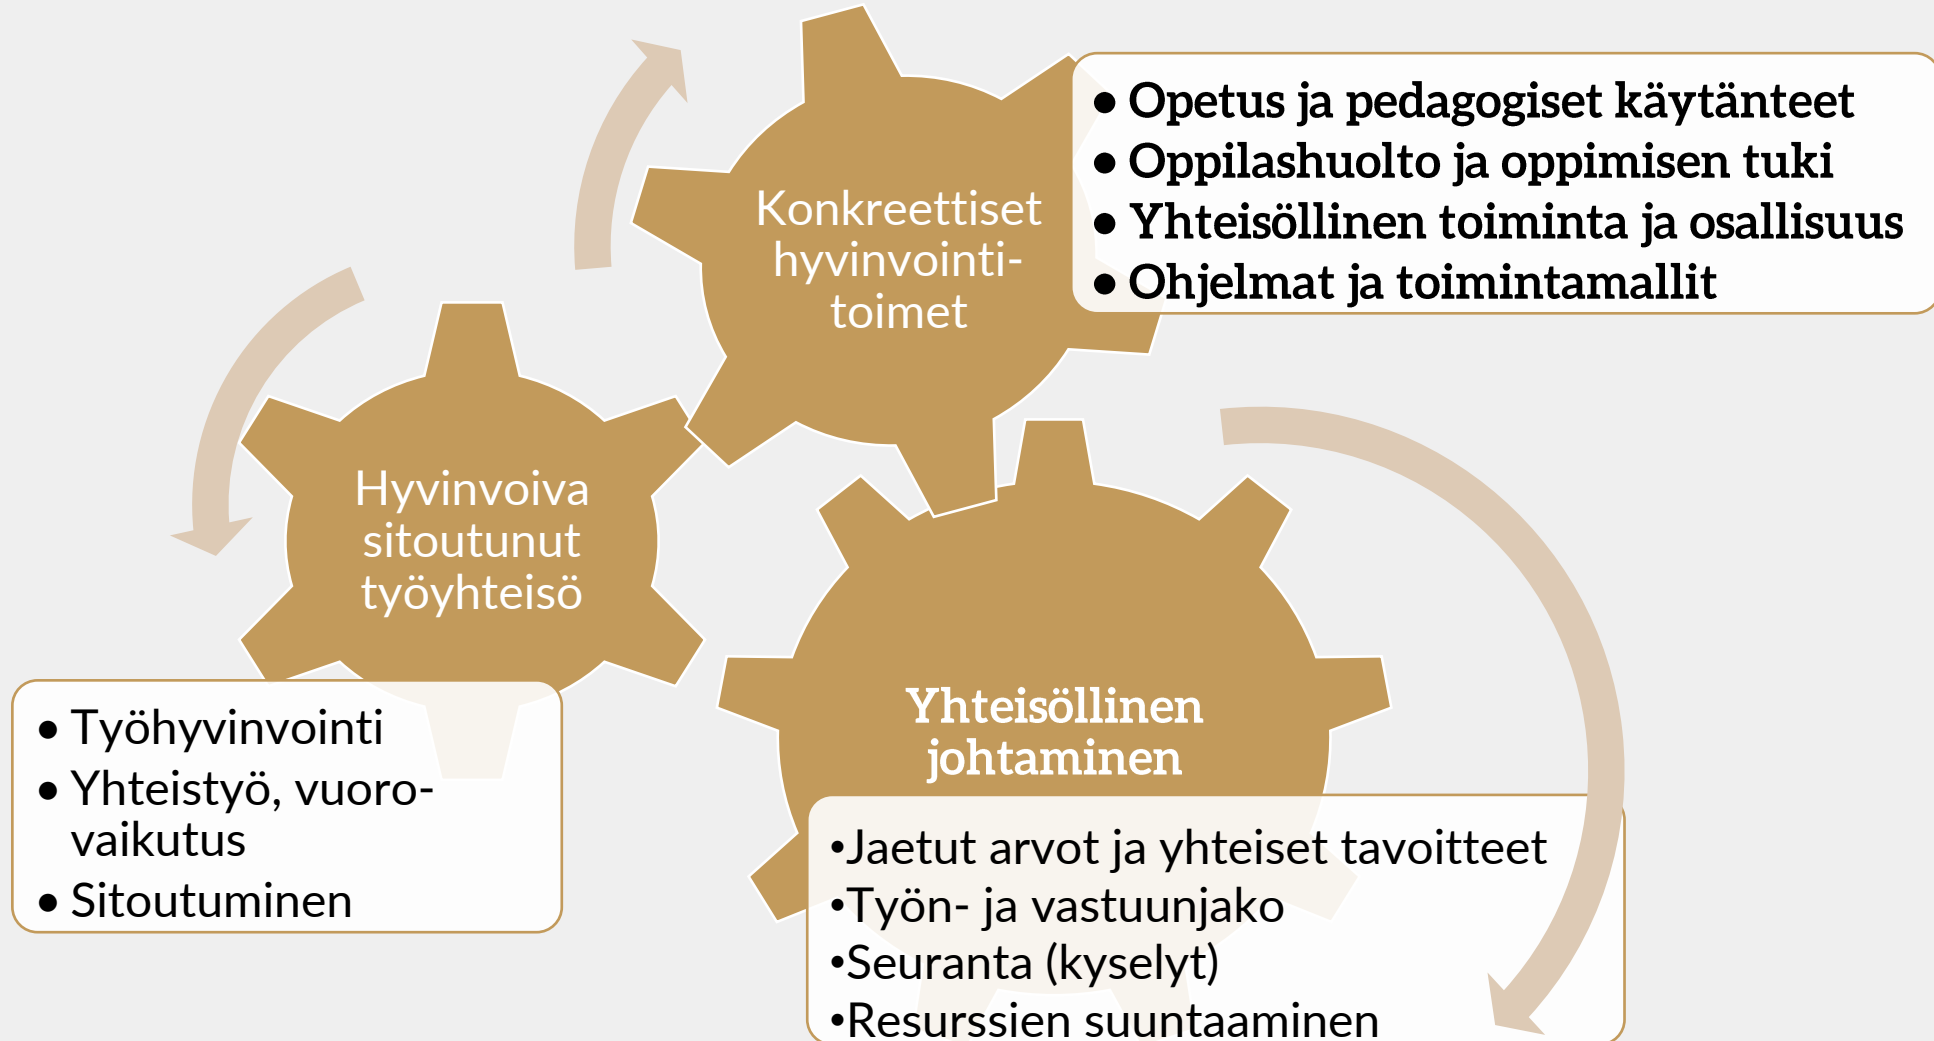 Konkreettiset
hyvinvointi-
toimet
• Opetus ja pedagogiset käytänteet
• Oppilashuolto ja oppimisen tuki
• Yhteisöllinen toiminta ja osallisuus
• Ohjelmat ja toimintamallit
Hyvinvoiva
sitoutunut
työyhteisö
• Työhyvinvointi
• Yhteistyö, vuoro-
vaikutus
• Sitoutuminen
Yhteisöllinen
johtaminen
•Jaetut arvot ja yhteiset tavoitteet
•Työn- ja vastuunjako
•Seuranta (kyselyt)
•Resurssien suuntaaminen